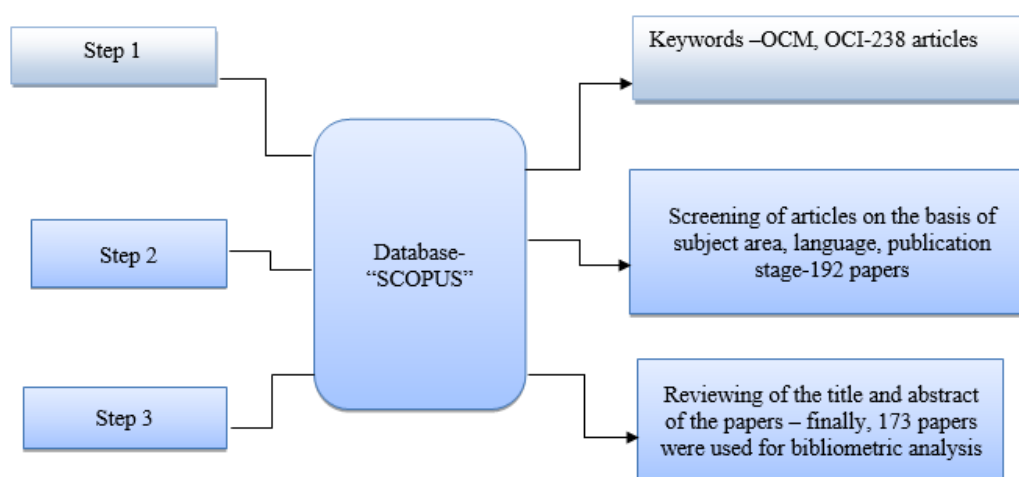 Step 1
Keywords –OCM, OCI-238 articles
Step 2
Database-
“SCOPUS”
Screening of articles on the basis of
subject area, language, publication
stage-192 papers
Step 3
Reviewing of the title and abstract
of the papers – finally, 173 papers
were used for bibliometric analysis